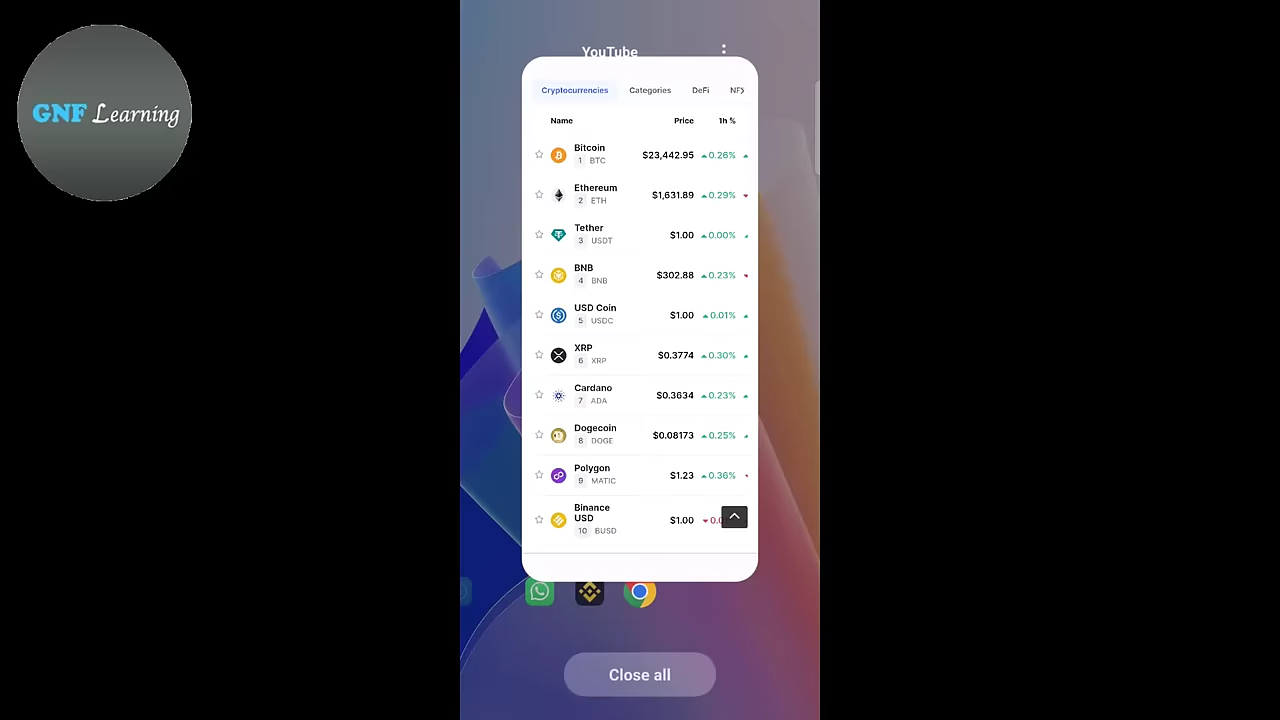 GNF Learning
YouTube
Cryptocurrencies Categories DeFi
Name Price 1h %
Bitcoin
1 BTC $23,442.95 0.26%
Ethereum
2 ETH $1,631.89 0.29%
Tether
3 USDT $1.00 0.00%
BNB
4 BNB $302.88 0.23%
USD Coin
5 USDC $1.00 0.01%
XRP
6 XRP $0.3774 0.30%
Cardano
7 ADA $0.3634 0.23%
Dogecoin
8 DOGE $0.08173 0.25%
Polygon
9 MATIC $1.23 0.36%
Binance
USD $1.00
10 BUSD
Close all